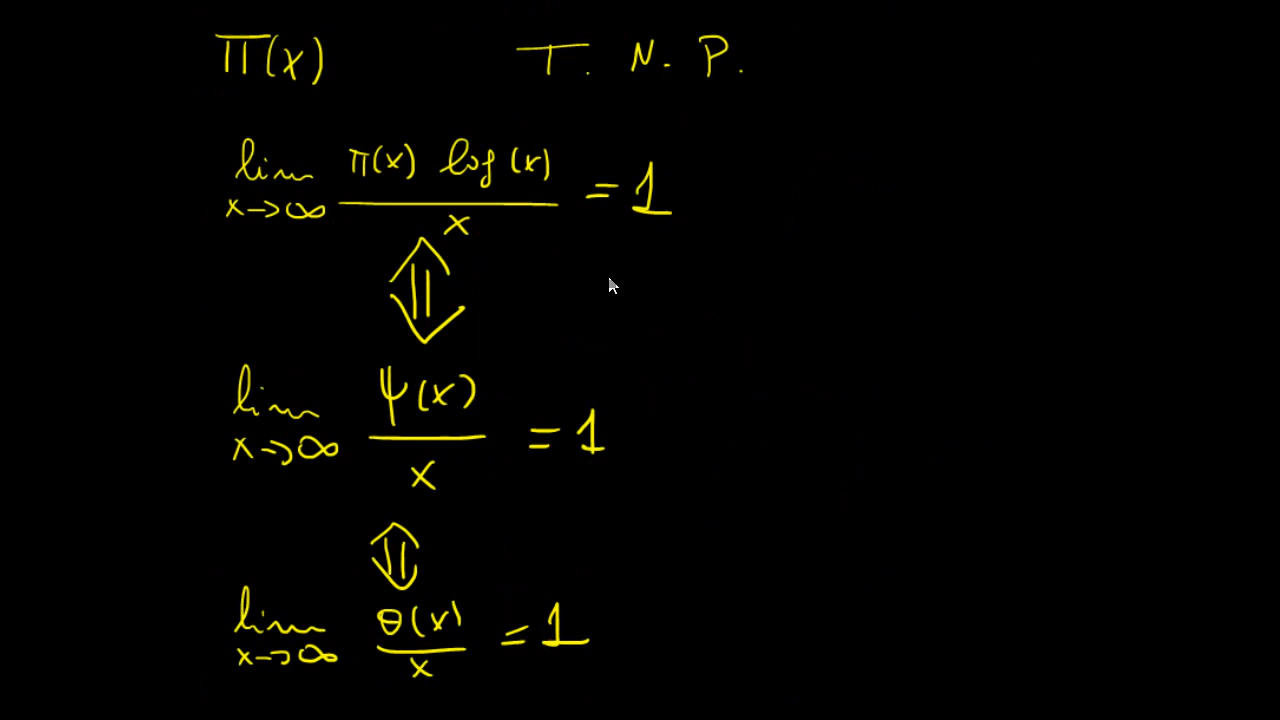 π(x) T. N. P.
lim x→∞ π(x) log(x) / x = 1
⇕
lim x→∞ ψ(x) / x = 1
⇕
lim x→∞ θ(x) / x = 1